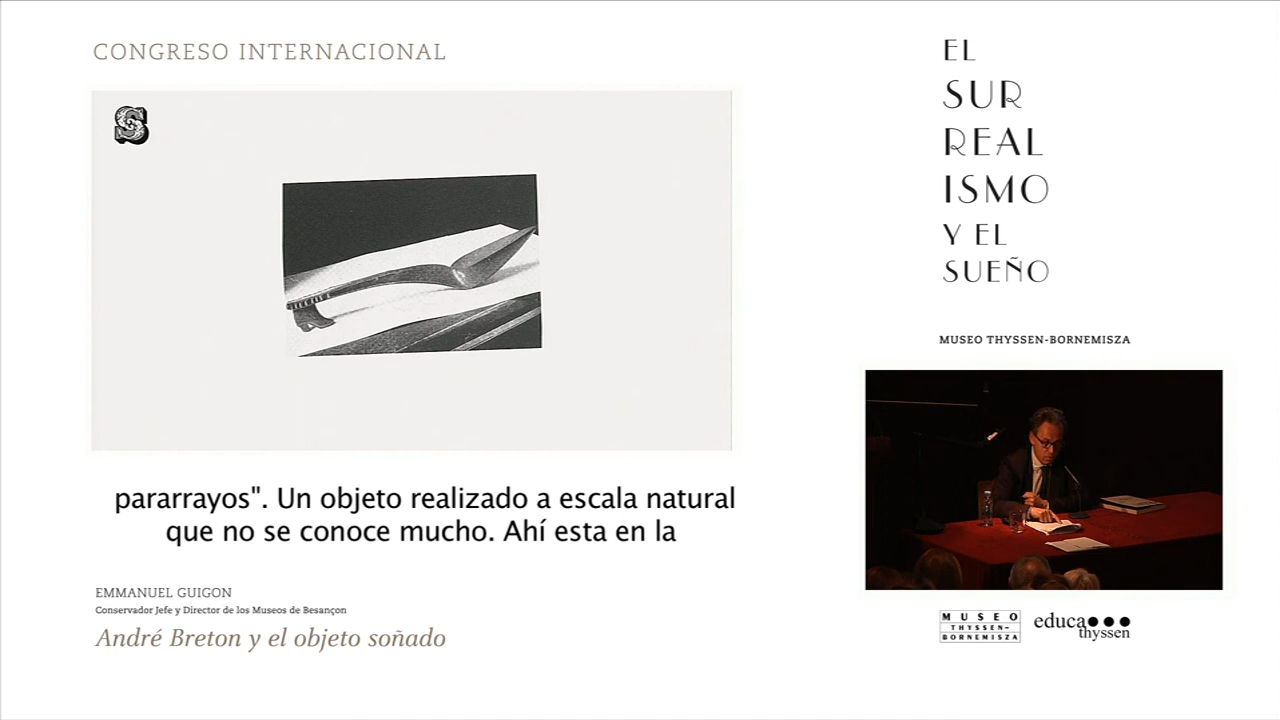 CONGRESO INTERNACIONAL
S
EL
SUR
REAL
ISMO
Y EL
SUEÑO
MUSEO THYSSEN-BORNEMISZA
pararrayos". Un objeto realizado a escala natural
que no se conoce mucho. Ahí esta en la
EMMANUEL GUIGON
Conservador Jefe y Director de los Museos de Besançon
André Breton y el objeto soñado
MUSEO
THYSSEN-
BORNEMISZA
educa
thyssen